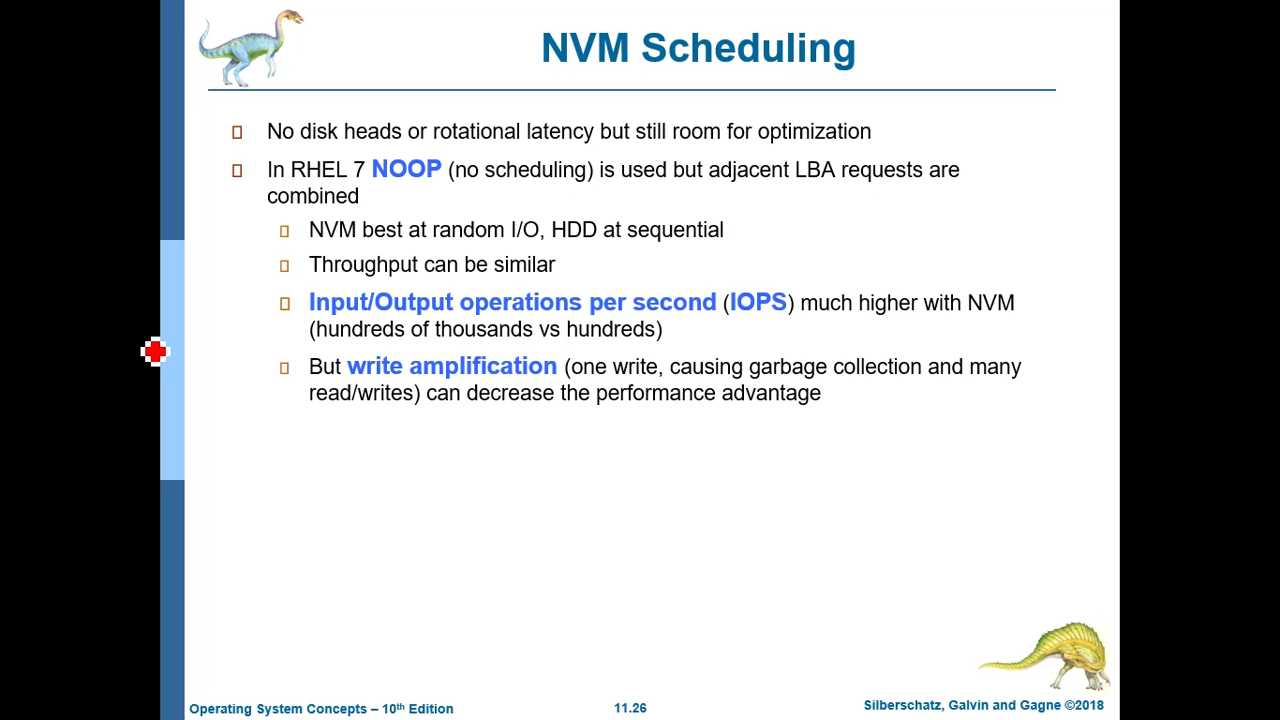 NVM Scheduling
No disk heads or rotational latency but still room for optimization
In RHEL 7 NOOP (no scheduling) is used but adjacent LBA requests are
combined
NVM best at random I/O, HDD at sequential
Throughput can be similar
Input/Output operations per second (IOPS) much higher with NVM
(hundreds of thousands vs hundreds)
But write amplification (one write, causing garbage collection and many
read/writes) can decrease the performance advantage
Operating System Concepts – 10th Edition
11.26
Silberschatz, Galvin and Gagne ©2018